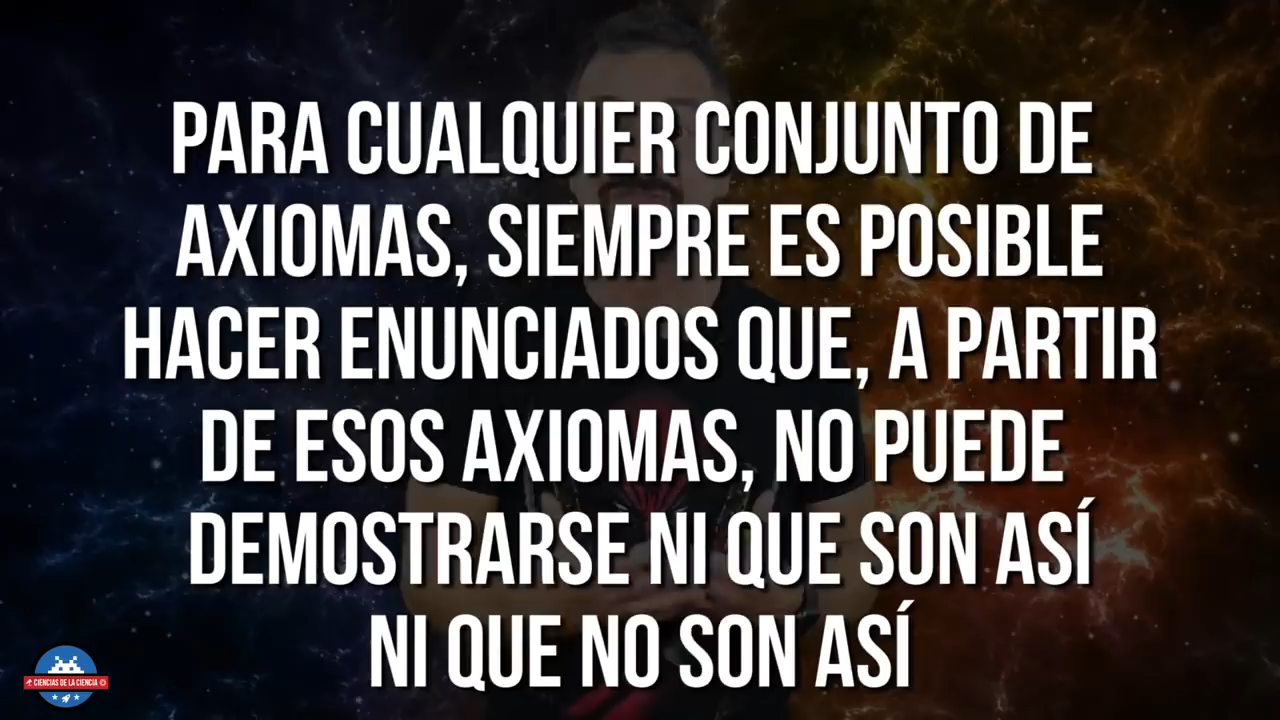 PARA CUALQUIER CONJUNTO DE
AXIOMAS, SIEMPRE ES POSIBLE
HACER ENUNCIADOS QUE, A PARTIR
DE ESOS AXIOMAS, NO PUEDE
DEMOSTRARSE NI QUE SON ASÍ
NI QUE NO SON ASÍ
CIENCIAS DE LA CIENCIA